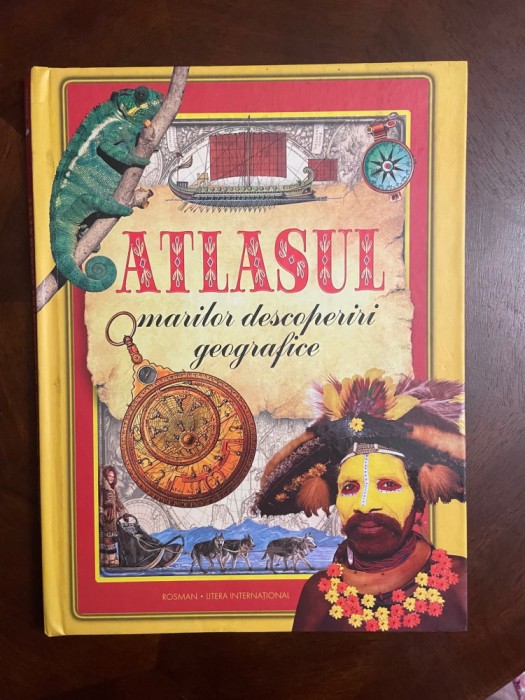 ATLASUL
marilor descoperiri
geografice
ROSMAN • LITERA INTERNAȚIONAL